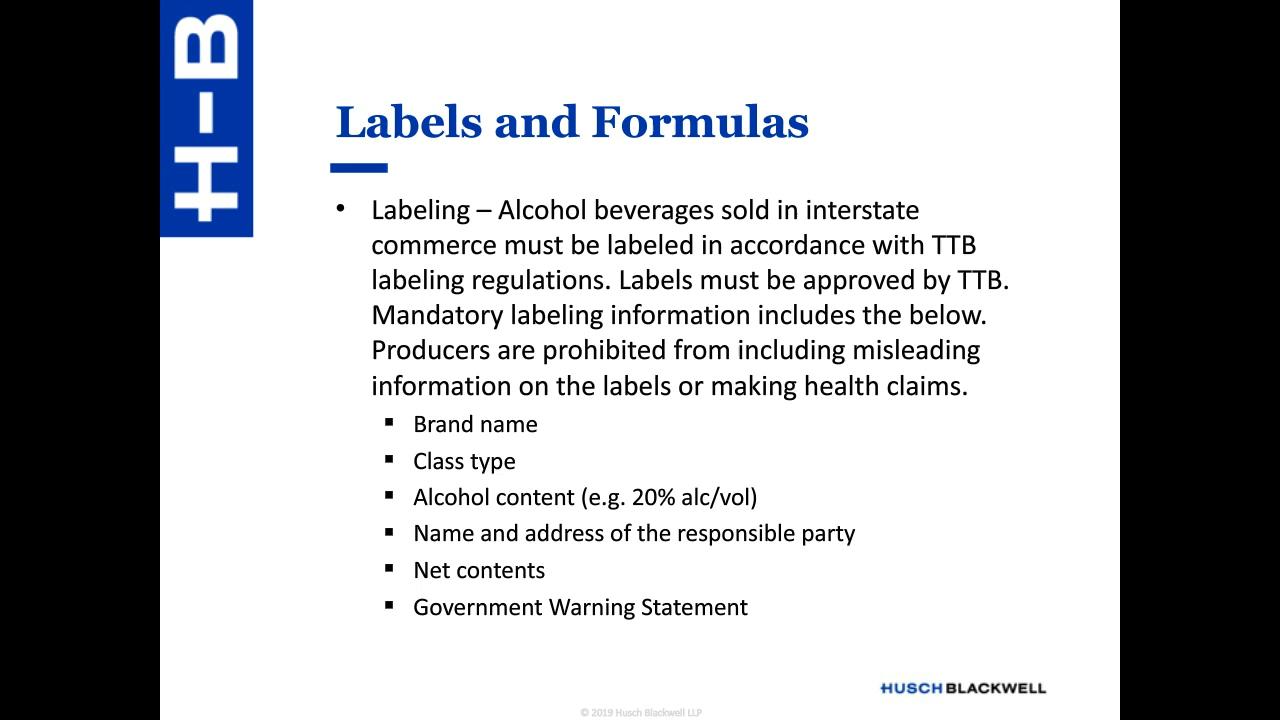 H-B
Labels and Formulas
• Labeling – Alcohol beverages sold in interstate
commerce must be labeled in accordance with TTB
labeling regulations. Labels must be approved by TTB.
Mandatory labeling information includes the below.
Producers are prohibited from including misleading
information on the labels or making health claims.
▪ Brand name
▪ Class type
▪ Alcohol content (e.g. 20% alc/vol)
▪ Name and address of the responsible party
▪ Net contents
▪ Government Warning Statement
HUSCH BLACKWELL
© 2019 Husch Blackwell LLP